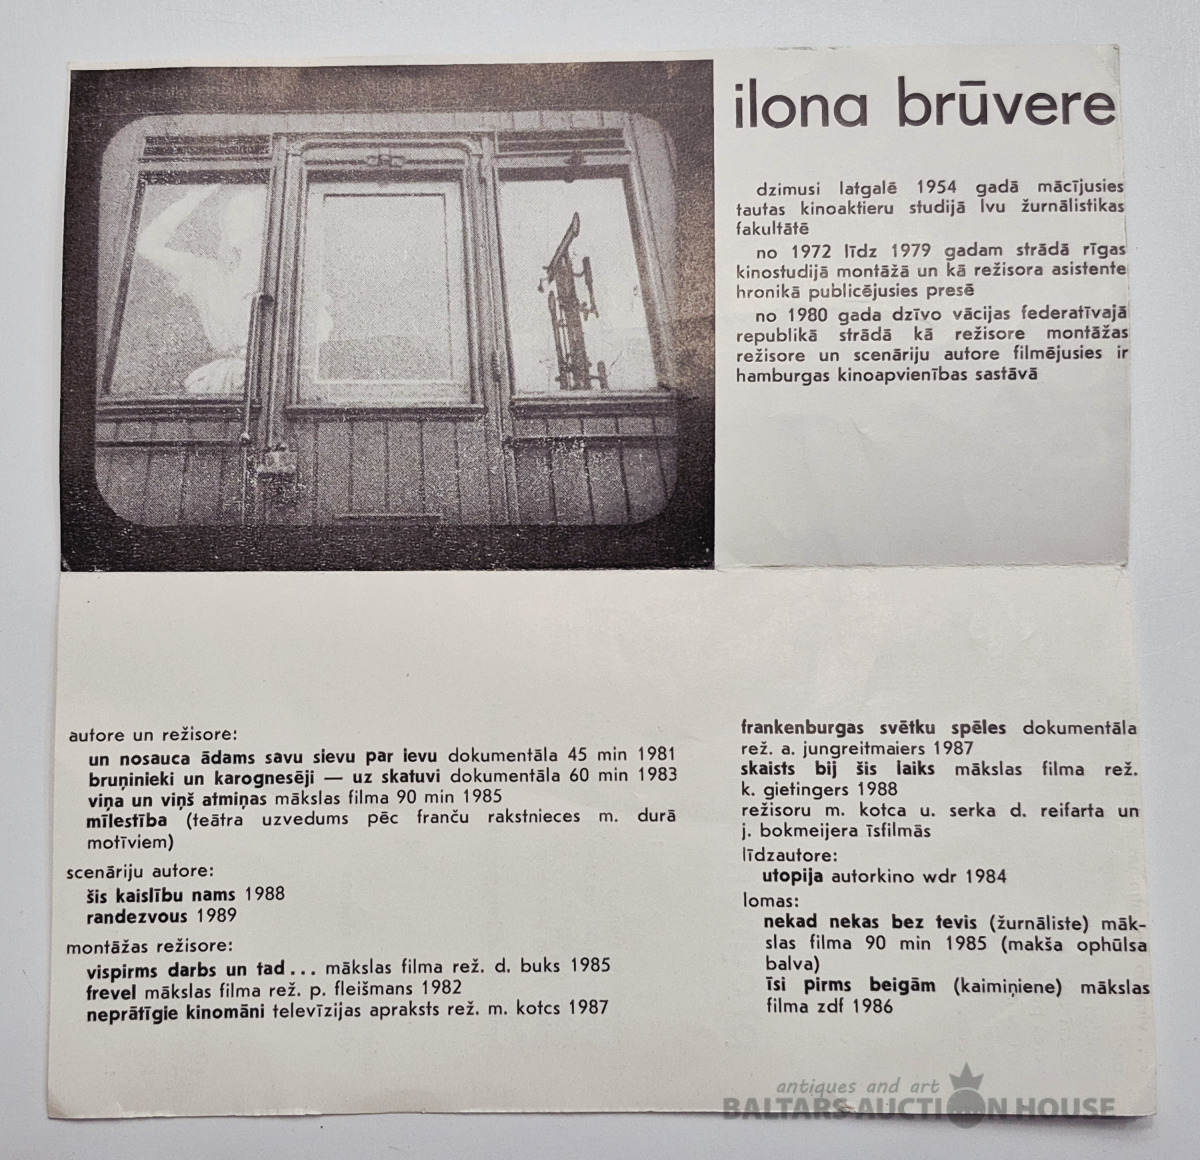 ilona brūvere
dzimusi latgalē 1954 gadā mācījusies
tautas kinoaktieru studijā lvu žurnālistikas
fakultātē
no 1972 līdz 1979 gadam strādā rīgas
kinostudijā montāžā un kā režisora asistente
hronikā publicējusies presē
no 1980 gada dzīvo vācijas federatīvajā
republikā strādā kā režisore montāžas
režisore un scenāriju autore filmējusies ir
hamburgas kinoapvienības sastāvā
autore un režisore:
un nosauca ādams savu sievu par ievu dokumentāla 45 min 1981
bruņinieki un karognesēji — uz skatuvi dokumentāla 60 min 1983
viņa un viņš atmiņas mākslas filma 90 min 1985
mīlestība (teātra uzvedums pēc franču rakstnieces m. durā
motīviem)
scenāriju autore:
šis kaislību nams 1988
randezvous 1989
montāžas režisore:
vispirms darbs un tad... mākslas filma rež. d. buks 1985
frevel mākslas filma rež. p. fleišmans 1982
neprātīgie kinomāni televīzijas apraksts rež. m. kotcs 1987
frankenburgas svētku spēles dokumentāla
rež. a. jungreitmaiers 1987
skaists bij šis laiks mākslas filma rež.
k. gietingers 1988
režisoru m. kotca u. serka d. reifarta un
j. bokmeijera īsfilmās
līdzautore:
utopija autorkino wdr 1984
lomas:
nekad nekas bez tevis (žurnāliste) māk-
slas filma 90 min 1985 (makša ophūlsa
balva)
īsi pirms beigām (kaimiņiene) mākslas
filma zdf 1986
antiques and art
BALTARS AUCTION HOUSE